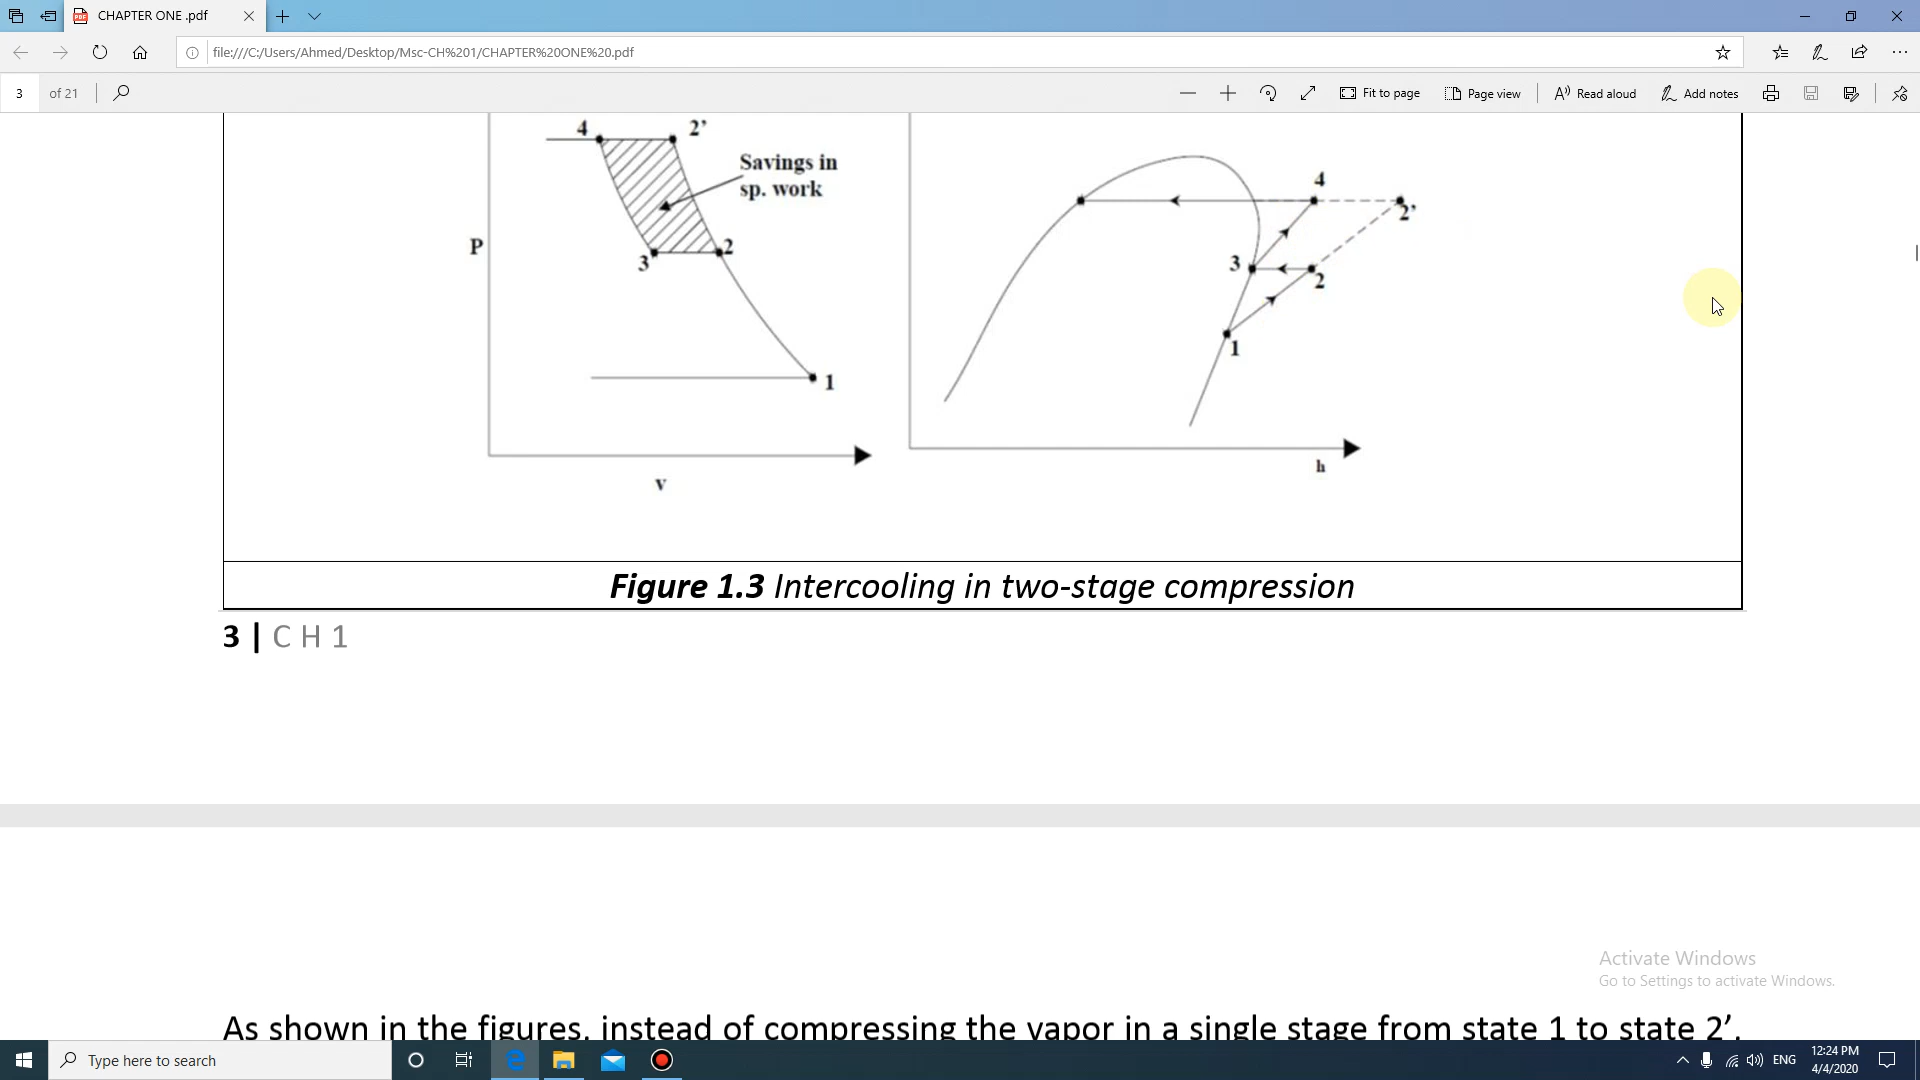 CHAPTER ONE .pdf
file:///C:/Users/Ahmed/Desktop/Msc-CH%201/CHAPTER%20ONE%20.pdf
3 of 21
Fit to page
Page view
Read aloud
Add notes
4
2’
Savings in
sp. work
P
2
3
1
v
4
2’
3
2
1
h
Figure 1.3 Intercooling in two-stage compression
3 | C H 1
Activate Windows
Go to Settings to activate Windows.
As shown in the figures, instead of compressing the vapor in a single stage from state 1 to state 2’,
Type here to search
ENG
12:24 PM
4/4/2020